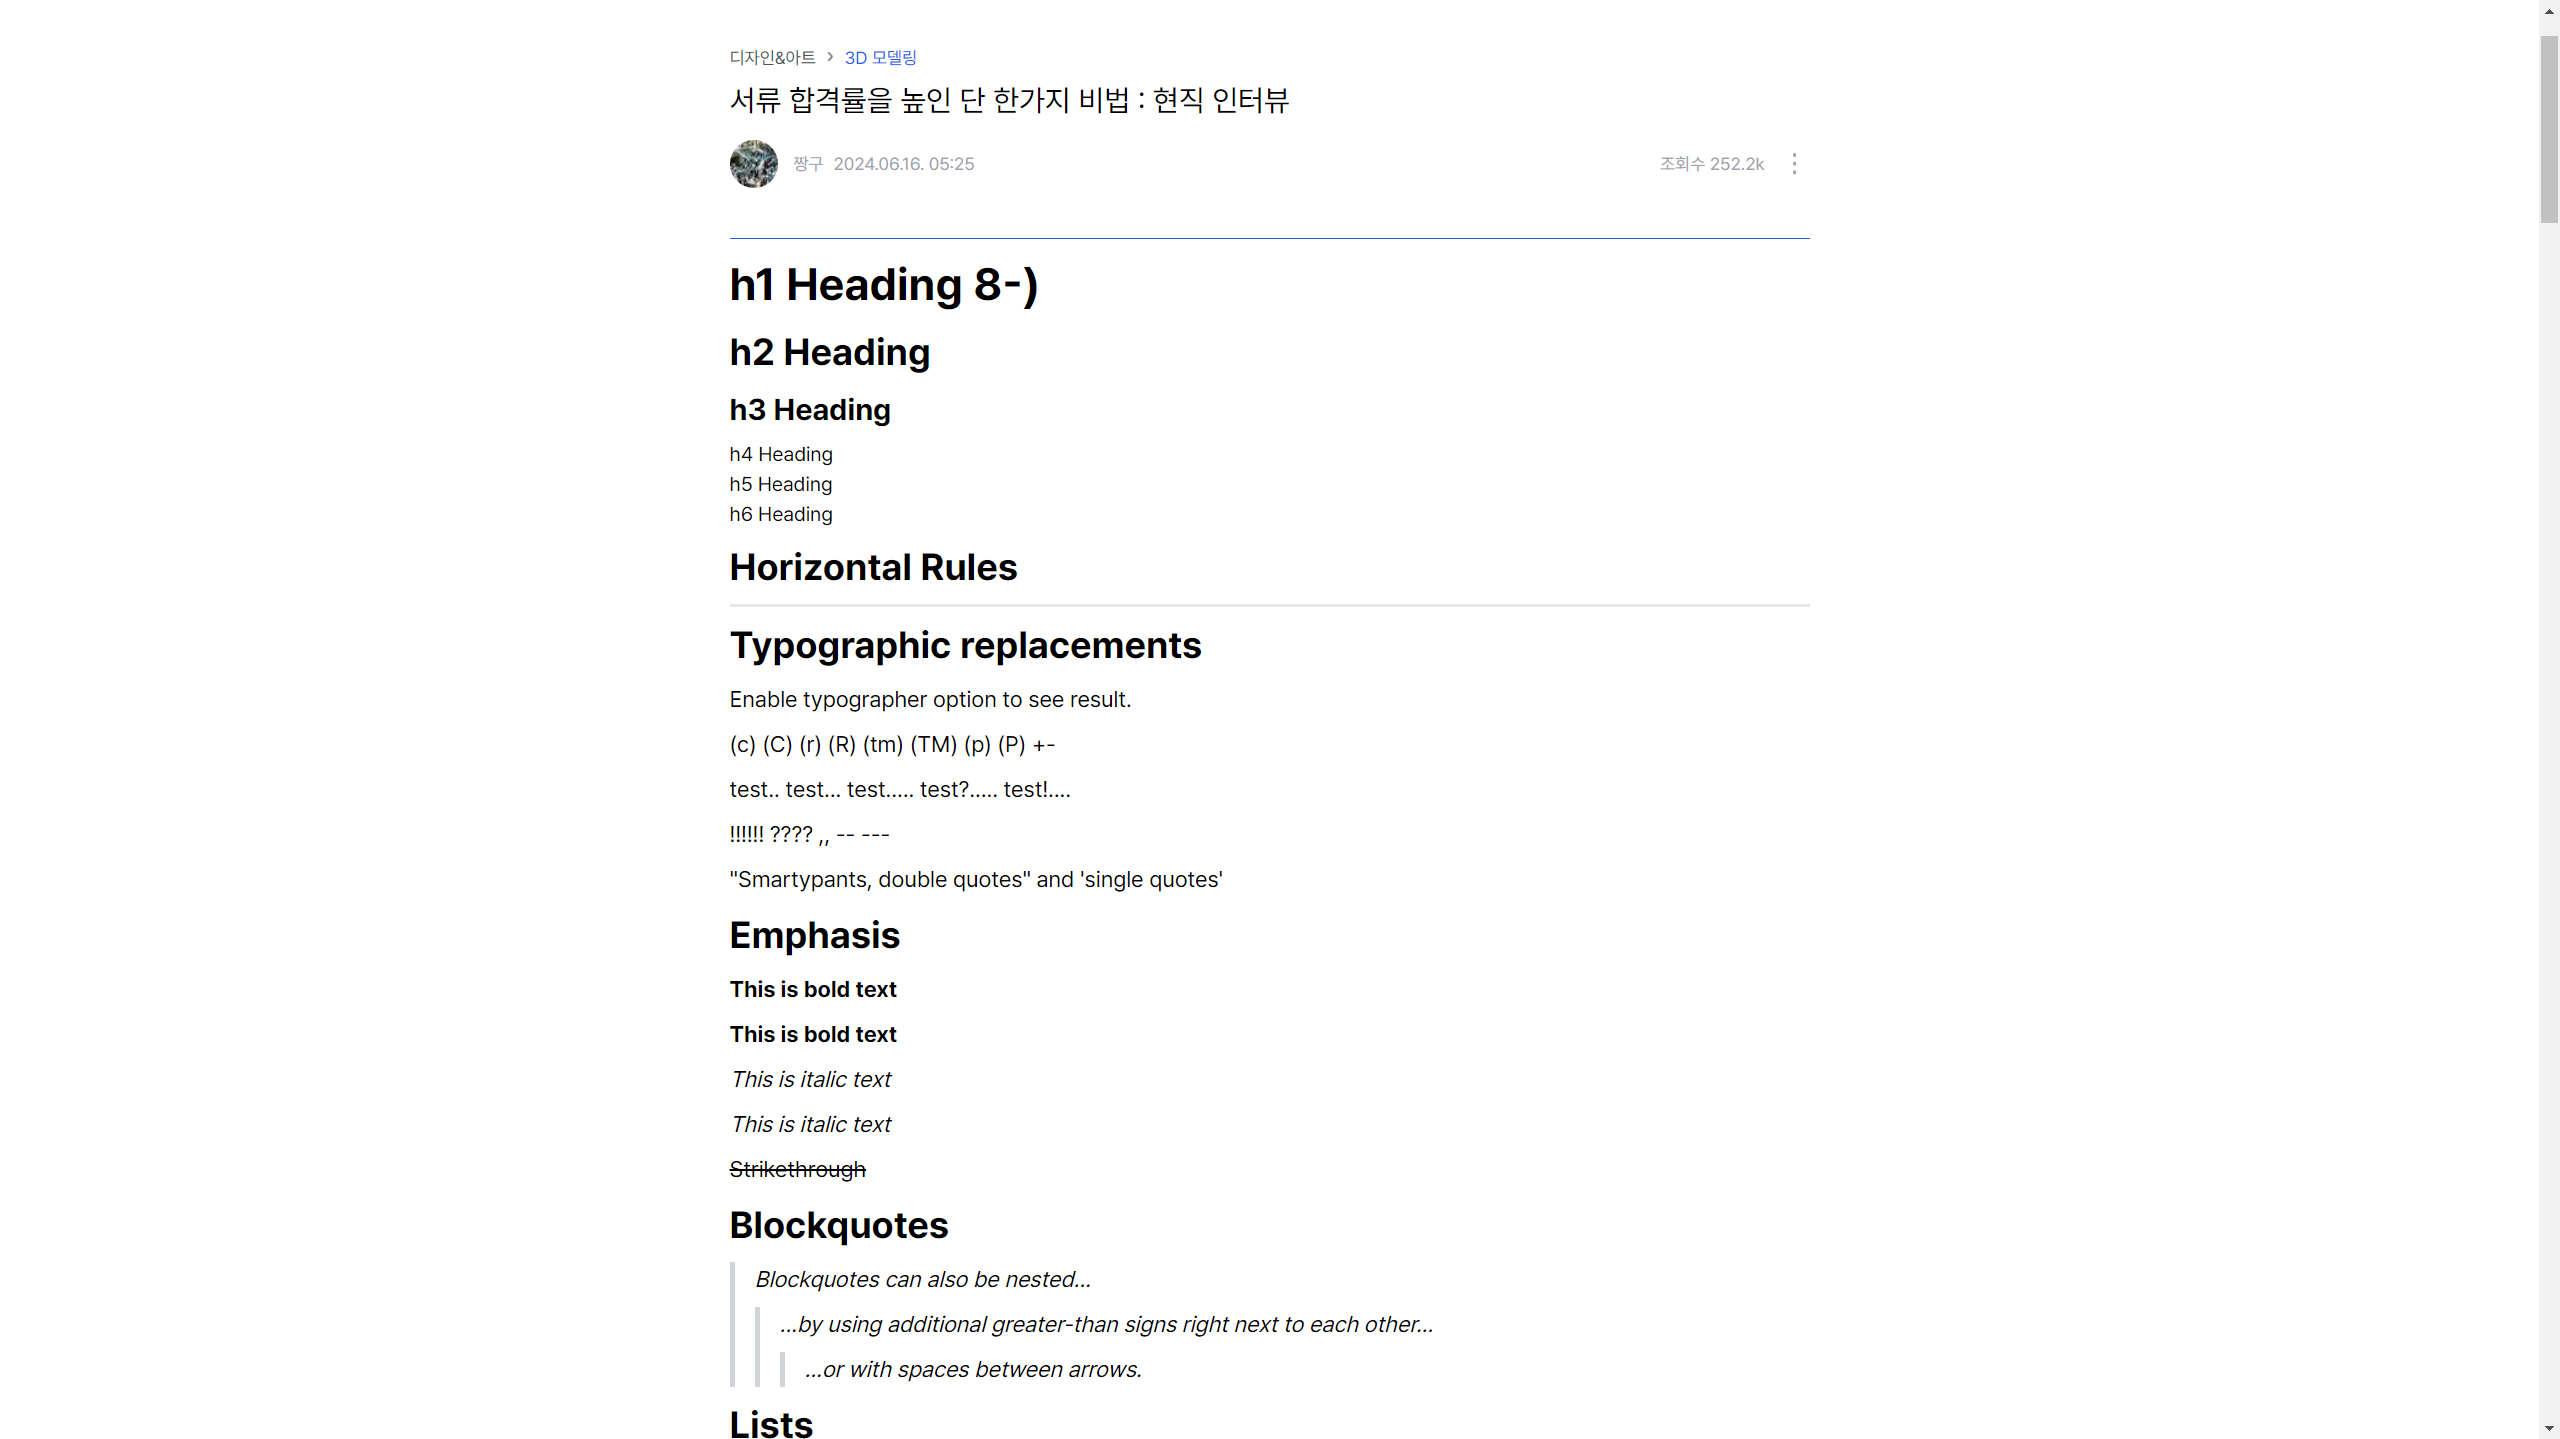 디자인&아트 › 3D 모델링
서류 합격률을 높인 단 한가지 비법 : 현직 인터뷰
짱구 2024.06.16. 05:25 조회수 252.2k
h1 Heading 8-)
h2 Heading
h3 Heading
h4 Heading
h5 Heading
h6 Heading
Horizontal Rules
Typographic replacements
Enable typographer option to see result.
(c) (C) (r) (R) (tm) (TM) (p) (P) +-
test.. test... test..... test?..... test!....
!!!!!! ???? ,, -- ---
"Smartypants, double quotes" and 'single quotes'
Emphasis
This is bold text
This is bold text
This is italic text
This is italic text
Strikethrough
Blockquotes
Blockquotes can also be nested...
...by using additional greater-than signs right next to each other...
...or with spaces between arrows.
Lists